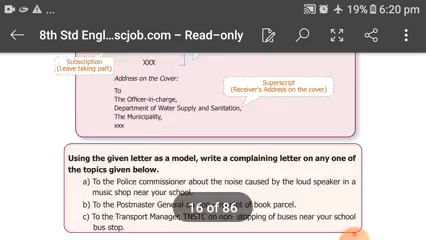 19% 6:20 pm
8th Std Engl...scjob.com – Read–only
Subscription
(Leave taking part)
XXX
Address on the Cover:
To
The Officer-in-charge,
Department of Water Supply and Sanitation,
The Municipality,
xxx
Superscript
(Receiver's Address on the cover)
Using the given letter as a model, write a complaining letter on any one of
the topics given below.
a) To the Police commissioner about the noise caused by the loud speaker in a
music shop near your school.
b) To the Postmaster General of book parcel.
c) To the Transport Manager, TNSTC on non-stopping of buses near your school
bus stop.
16 of 86